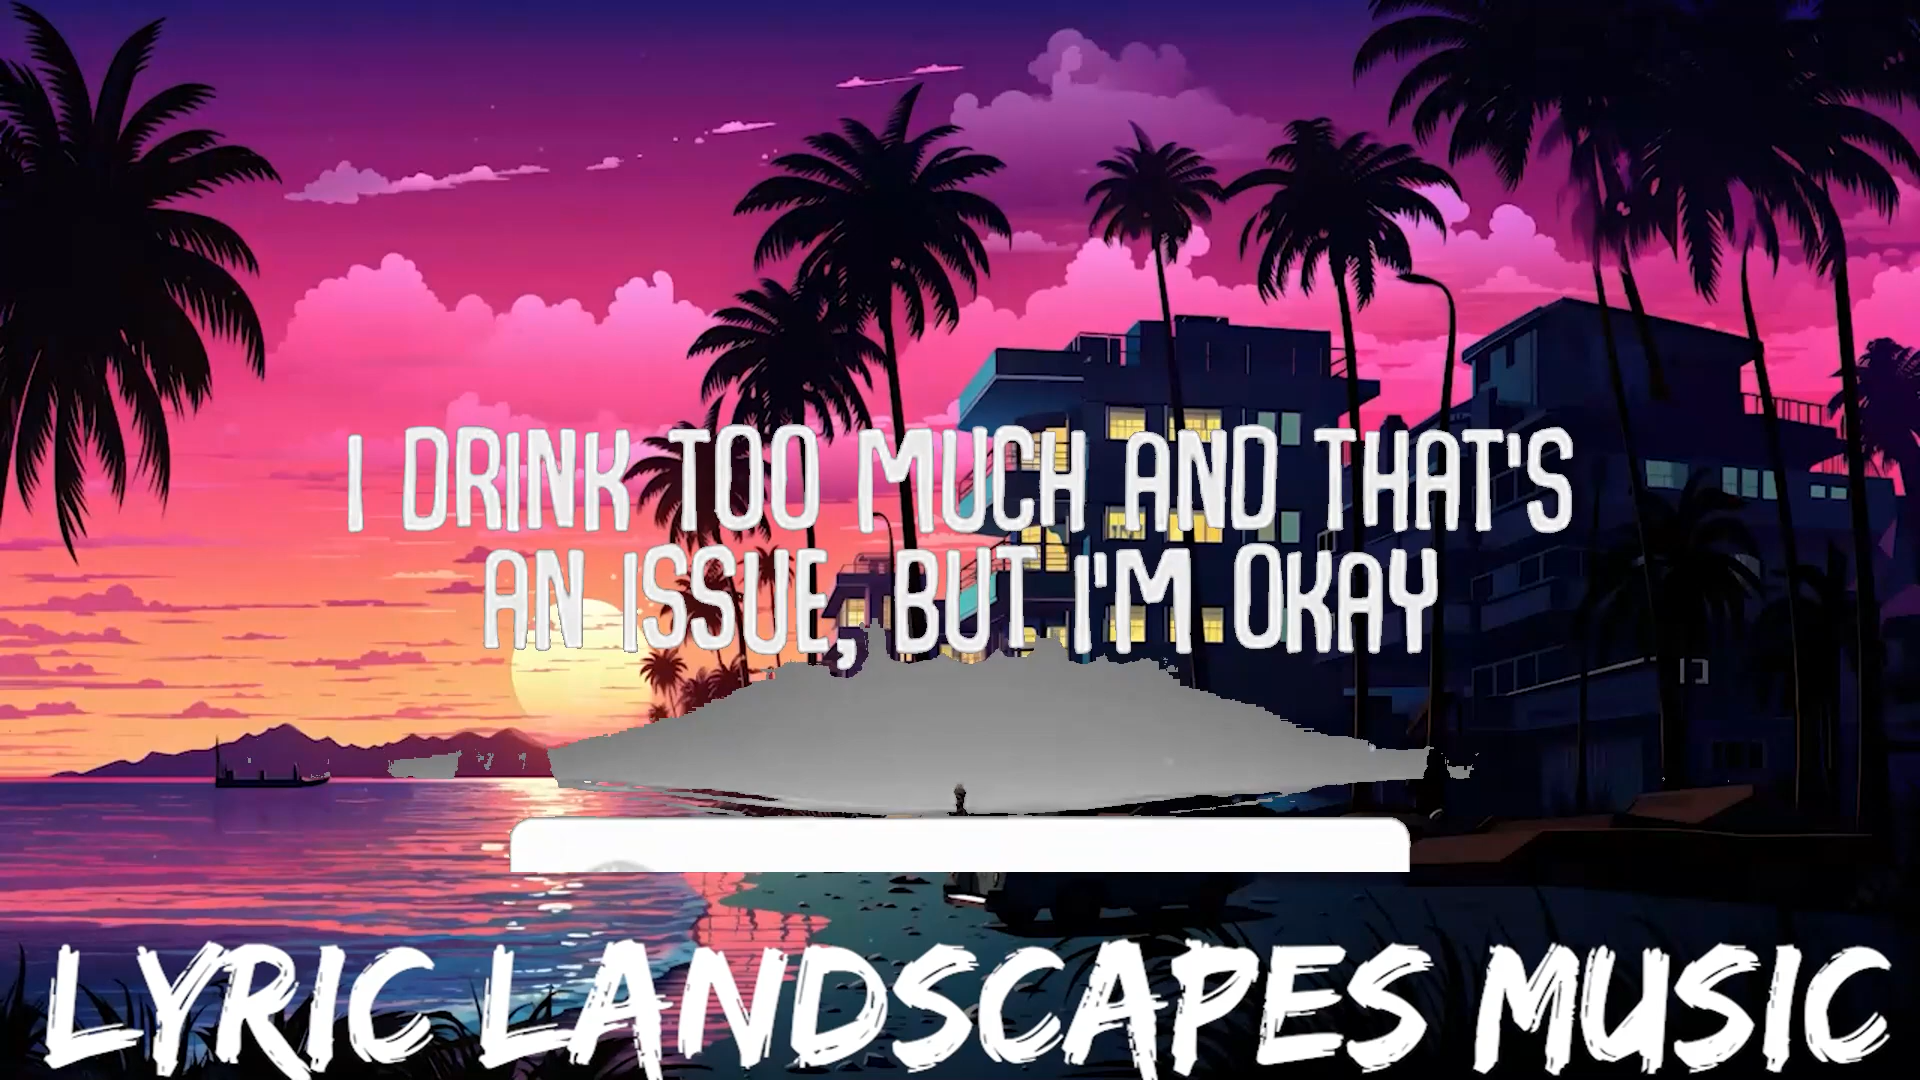 I DRINK TOO MUCH AND THAT'S
AN ISSUE, BUT I'M OKAY
LYRIC LANDSCAPES MUSIC